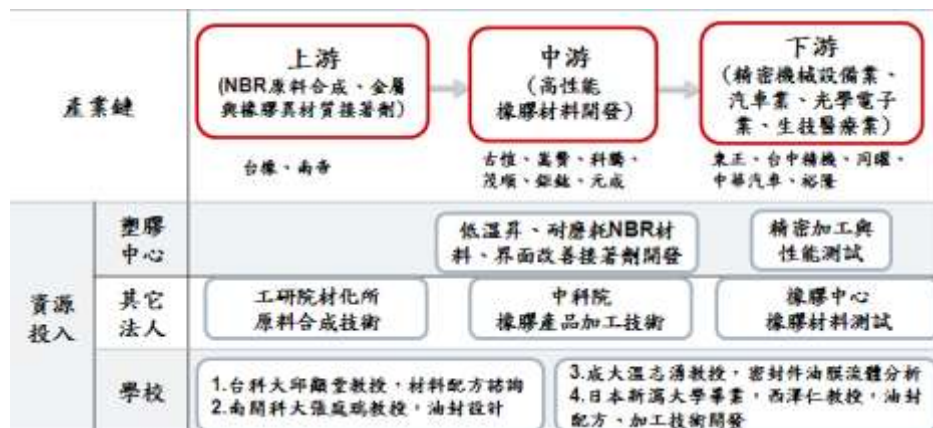 產業鏈
上游
(NBR原料合成、金屬
與橡膠異材質接著劑)
中游
(高性能
橡膠材料開發)
下游
(精密機械設備業、
汽車業、光學電子
業、生技醫療業)
台橡、南帝
古愷、
科騰、
茂順、
元成
東正、台中精機、
中華汽車、裕隆
資源
投入
塑膠
中心
低溫昇、耐磨耗NBR材
料、界面改善接著劑開發
精密加工與
性能測試
其它
法人
工研院材化所
原料合成技術
中科院
橡膠產品加工技術
橡膠中心
橡膠材料測試
學校
1.台科大邱顯堂教授，材料配方諮詢
2.南開科大張庭瑞教授，油封設計
3.成大溫志湧教授，密封件油膜流體分析
4.日本新瀉大學畢業，西澤仁教授，油封
配方、加工技術開發